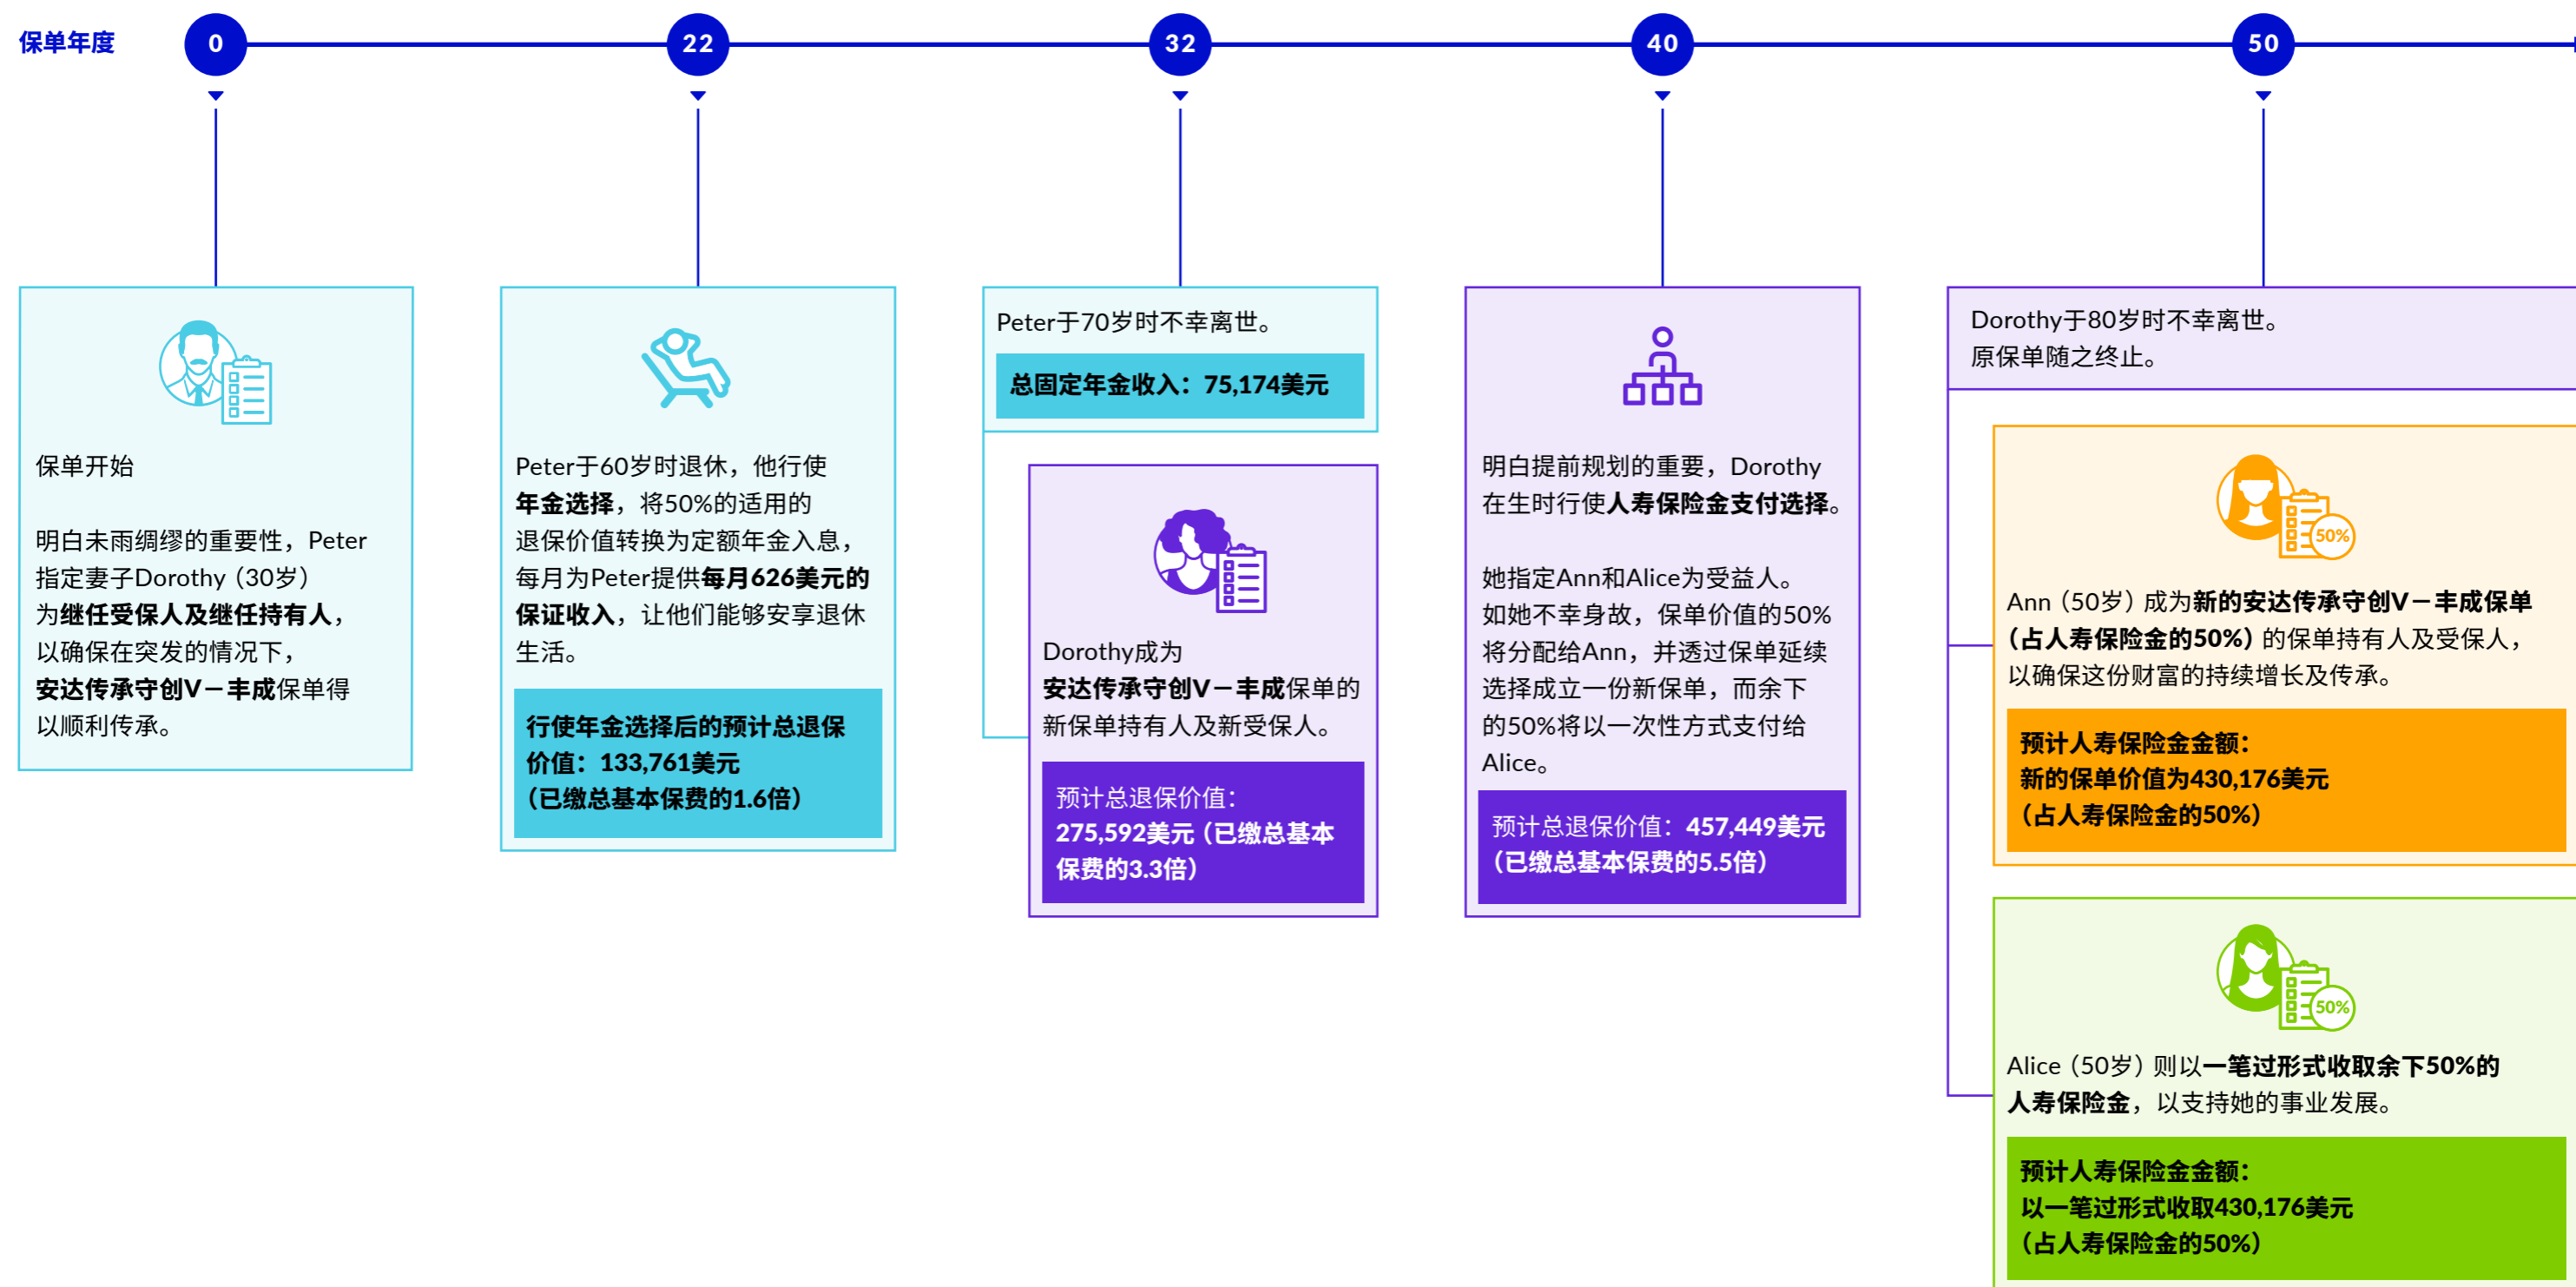 保单年度
0
22
32
40
50
保单开始
明白未雨绸缪的重要性，Peter
指定妻子Dorothy（30岁）
为继任受保人及继任持有人，
以确保在突发的情况下，
安达传承守创V－丰成保单得
以顺利传承。
Peter于60岁时退休，他行使
年金选择，将50%的适用的
退保价值转换为定额年金入息，
每月为Peter提供每月626美元的
保证收入，让他们能够安享退休
生活。
行使年金选择后的预计总退保
价值：133,761美元
（已缴总基本保费的1.6倍）
Peter于70岁时不幸离世。
总固定年金收入：75,174美元
Dorothy成为
安达传承守创V－丰成保单的
新保单持有人及新受保人。
预计总退保价值：
275,592美元（已缴总基本
保费的3.3倍）
明白提前规划的重要，Dorothy
在生时行使人寿保险金支付选择。
她指定Ann和Alice为受益人。
如她不幸身故，保单价值的50%
将分配给Ann，并透过保单延续
选择成立一份新保单，而余下
的50%将以一次性方式支付给
Alice。
预计总退保价值：457,449美元
（已缴总基本保费的5.5倍）
Dorothy于80岁时不幸离世。
原保单随之终止。
50%
Ann（50岁）成为新的安达传承守创V－丰成保单
（占人寿保险金的50%）的保单持有人及受保人，
以确保这份财富的持续增长及传承。
预计人寿保险金金额：
新的保单价值为430,176美元
（占人寿保险金的50%）
50%
Alice（50岁）则以一笔过形式收取余下50%的
人寿保险金，以支持她的事业发展。
预计人寿保险金金额：
以一笔过形式收取430,176美元
（占人寿保险金的50%）